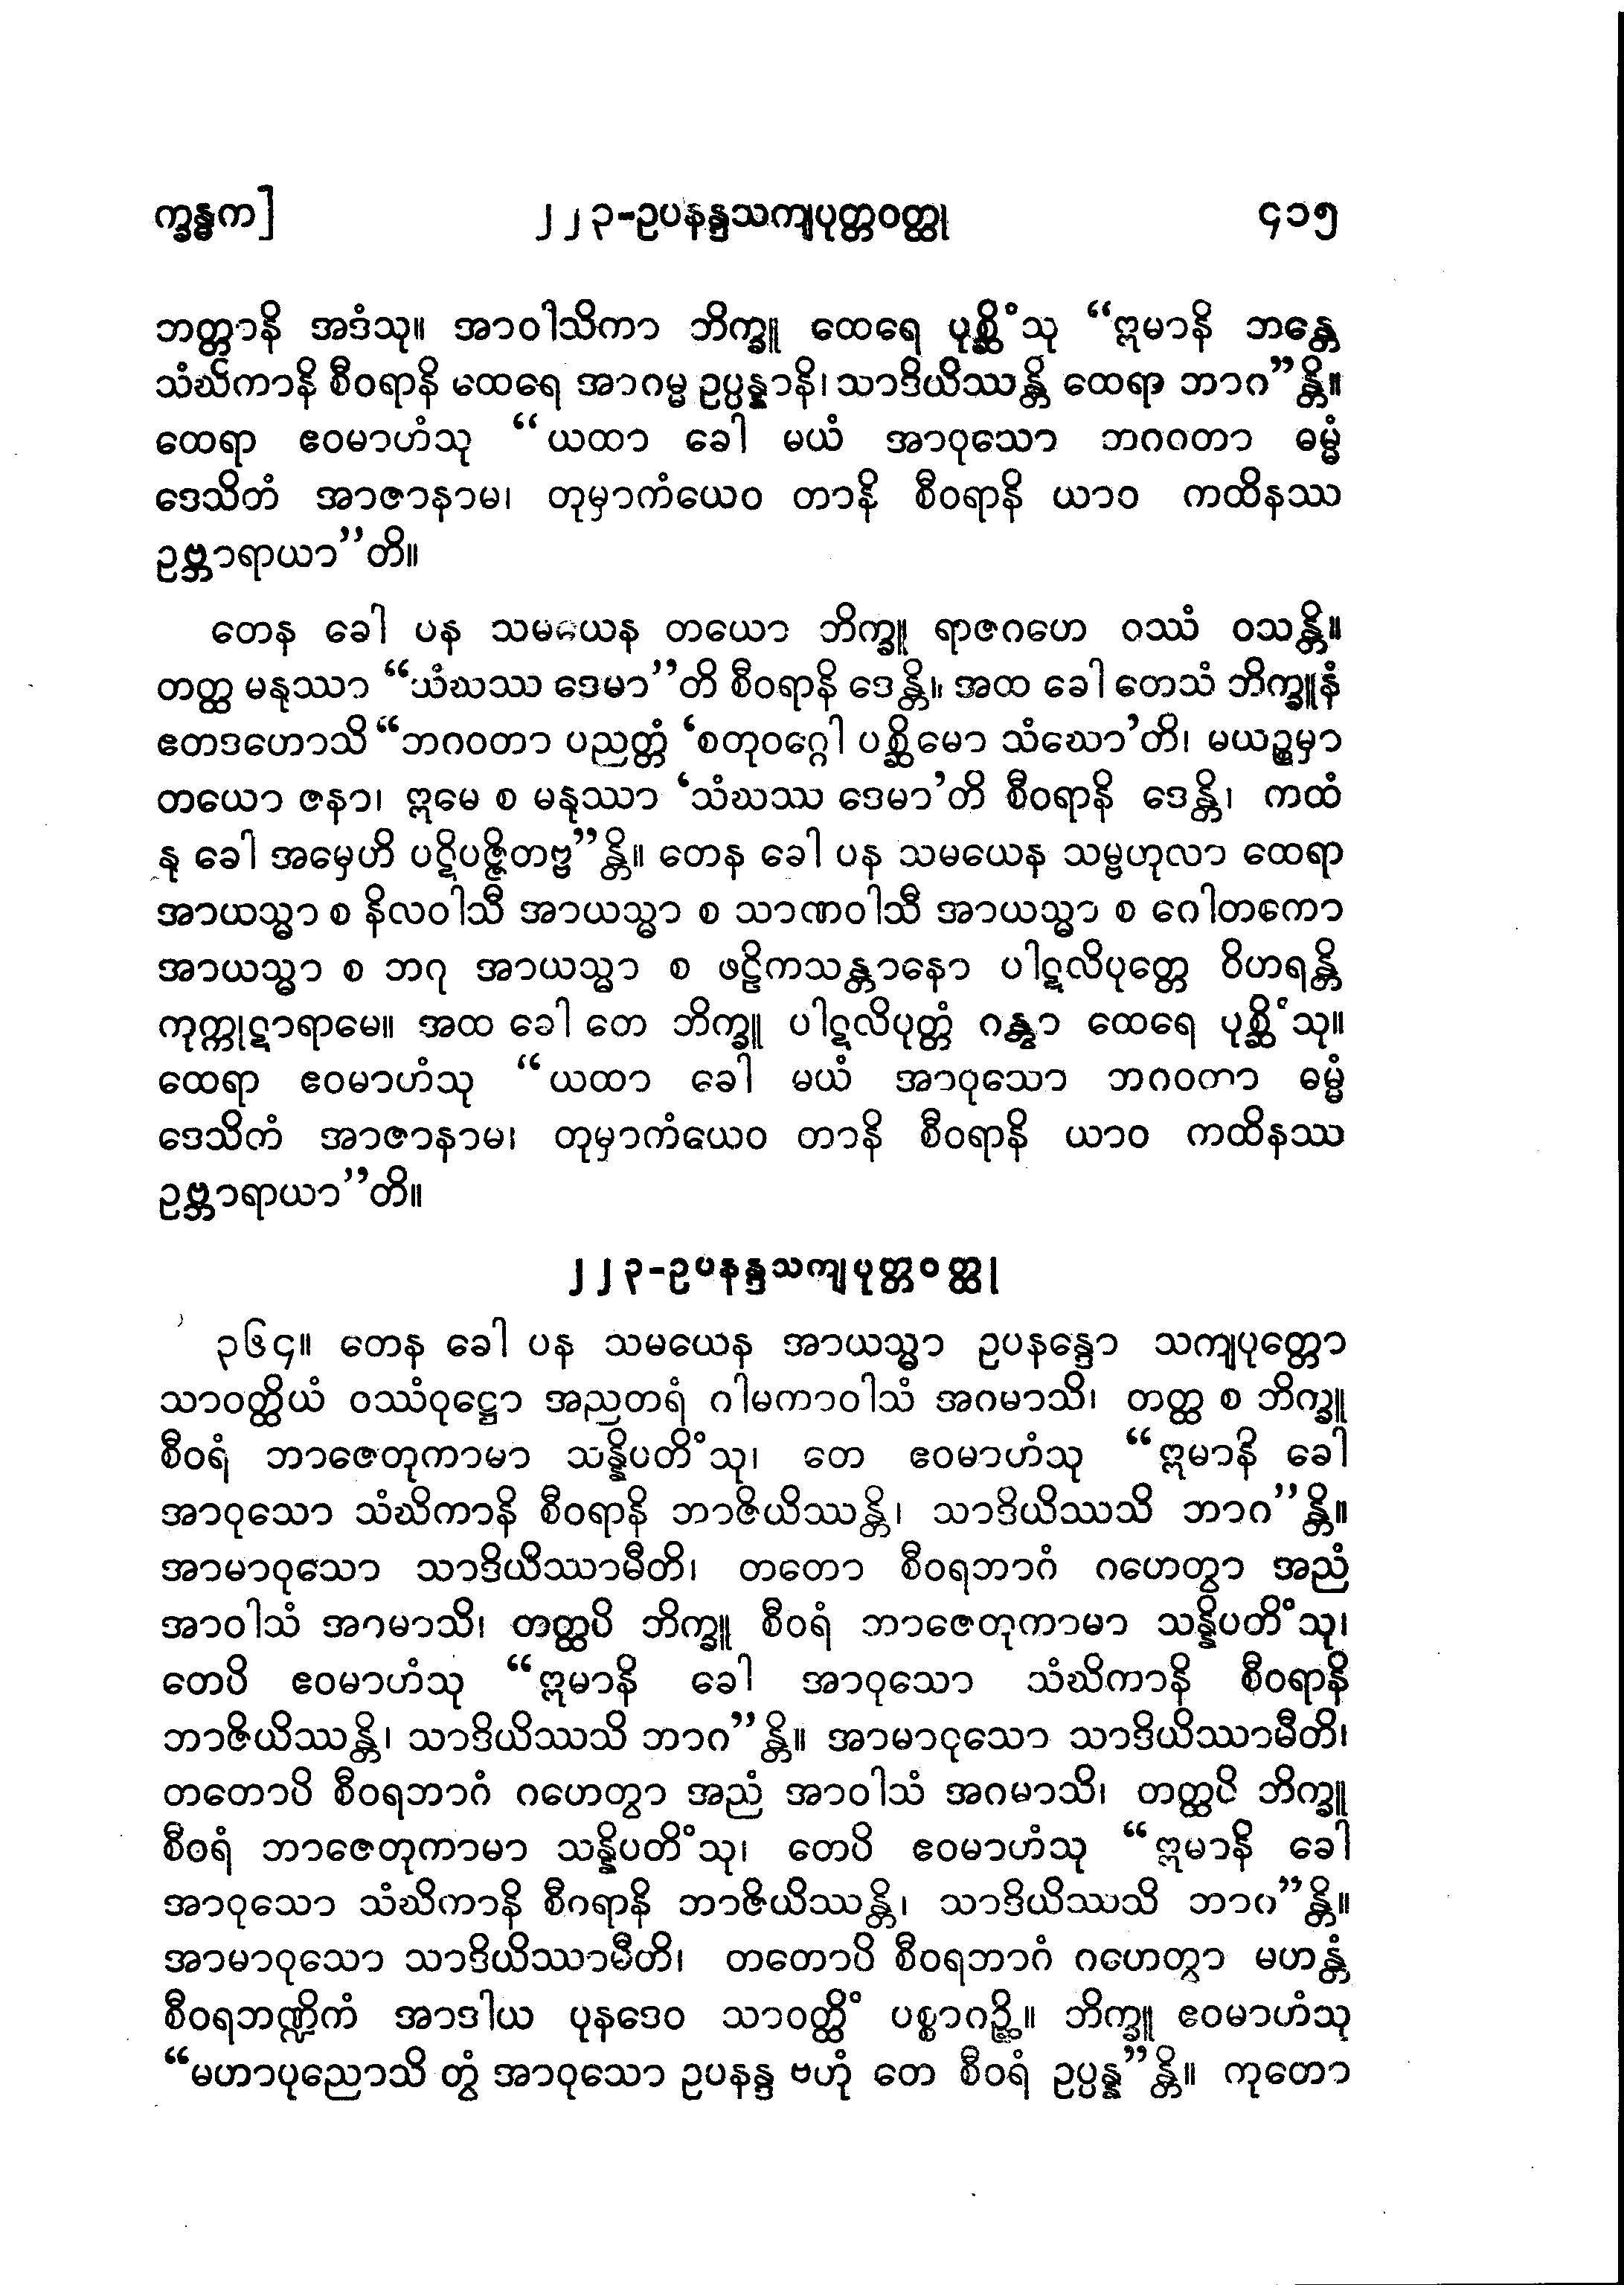 က္ခန္ဓက] ၂၂၃-ဥပနန္ဒသကျပုတ္တဝတ္ထု ၄၁၅
ဘတ္တာနိ အဒံသု။ အာဝါသိကာ ဘိက္ခူ ထေရေ ပုစ္ဆိံသု “ဣမာနိ ဘန္တေ
သံဃိကာနိ စီဝရာနိ ထေရေ အာဂမ္မ ဥပ္ပန္နာနိ၊ သာဒိယိဿန္တိ ထေရာ ဘာဂ”န္တိ။
ထေရာ ဧဝမာဟံသု “ယထာ ခေါ မယံ အာဝုသော ဘဂဝတာ ဓမ္မံ
ဒေသိတံ အာဇာနာမ၊ တုမှာကံယေဝ တာနိ စီဝရာနိ ယာဝ ကထိနဿ
ဥဗ္ဘာရာယာ”တိ။
တေန ခေါ ပန သမယေန တယော ဘိက္ခူ ရာဇဂဟေ ဝဿံ ဝသန္တိ။
တတ္ထ မနုဿာ “သံဃဿ ဒေမာ”တိ စီဝရာနိ ဒေန္တိ။ အထ ခေါ တေသံ ဘိက္ခူနံ
ဧတဒဟောသိ “ဘဂဝတာ ပညတ္တံ ‘စတုဝဂ္ဂေါ ပစ္ဆိမော သံဃော’တိ၊ မယဉ္စမှာ
တယော ဇနာ၊ ဣမေ စ မနုဿာ ‘သံဃဿ ဒေမာ’တိ စီဝရာနိ ဒေန္တိ၊ ကထံ
နု ခေါ အမှေဟိ ပဋိပဇ္ဇိတဗ္ဗ”န္တိ။ တေန ခေါ ပန သမယေန သမ္ဗဟုလာ ထေရာ
အာယသ္မာ စ နိလဝါသီ အာယသ္မာ စ သာဏဝါသီ အာယသ္မာ စ ဂေါတကော
အာယသ္မာ စ ဘဂု အာယသ္မာ စ ဖဠိကသန္တာနော ပါဋလိပုတ္တေ ဝိဟရန္တိ
ကုက္ကုဋာရာမေ။ အထ ခေါ တေ ဘိက္ခူ ပါဋလိပုတ္တံ ဂန္တွာ ထေရေ ပုစ္ဆိံသု။
ထေရာ ဧဝမာဟံသု “ယထာ ခေါ မယံ အာဝုသော ဘဂဝတာ ဓမ္မံ
ဒေသိတံ အာဇာနာမ၊ တုမှာကံယေဝ တာနိ စီဝရာနိ ယာဝ ကထိနဿ
ဥဗ္ဘာရာယာ”တိ။
၂၂၃-ဥပနန္ဒသကျပုတ္တဝတ္ထု
၃၆၄။ တေန ခေါ ပန သမယေန အာယသ္မာ ဥပနန္ဒော သကျပုတ္တော
သာဝတ္ထိယံ ဝဿံဝုဋ္ဌော အညတရံ ဂါမကာဝါသံ အဂမာသိ၊ တတ္ထ စ ဘိက္ခူ
စီဝရံ ဘာဇေတုကာမာ သန္နိပတိံသု၊ တေ ဧဝမာဟံသု “ဣမာနိ ခေါ
အာဝုသော သံဃိကာနိ စီဝရာနိ ဘာဇိယိဿန္တိ၊ သာဒိယိဿသိ ဘာဂ”န္တိ။
အာမာဝုသော သာဒိယိဿာမီတိ၊ တတော စီဝရဘာဂံ ဂဟေတွာ အညံ
အာဝါသံ အဂမာသိ၊ တတ္ထပိ ဘိက္ခူ စီဝရံ ဘာဇေတုကာမာ သန္နိပတိံသု၊
တေပိ ဧဝမာဟံသု “ဣမာနိ ခေါ အာဝုသော သံဃိကာနိ စီဝရာနိ
ဘာဇိယိဿန္တိ၊ သာဒိယိဿသိ ဘာဂ”န္တိ။ အာမာဝုသော သာဒိယိဿာမီတိ၊
တတောပိ စီဝရဘာဂံ ဂဟေတွာ အညံ အာဝါသံ အဂမာသိ၊ တတ္ထပိ ဘိက္ခူ
စီဝရံ ဘာဇေတုကာမာ သန္နိပတိံသု၊ တေပိ ဧဝမာဟံသု “ဣမာနိ ခေါ
အာဝုသော သံဃိကာနိ စီဝရာနိ ဘာဇိယိဿန္တိ၊ သာဒိယိဿသိ ဘာဂ”န္တိ။
အာမာဝုသော သာဒိယိဿာမီတိ၊ တတောပိ စီဝရဘာဂံ ဂဟေတွာ မဟန္တံ
စီဝရဘဏ္ဍိကံ အာဒါယ ပုနဒေဝ သာဝတ္ထိံ ပစ္စာဂဉ္ဆိ။ ဘိက္ခူ ဧဝမာဟံသု
“မဟာပုညောသိ တွံ အာဝုသော ဥပနန္ဒ ဗဟုံ တေ စီဝရံ ဥပ္ပန္န”န္တိ။ ကုတော